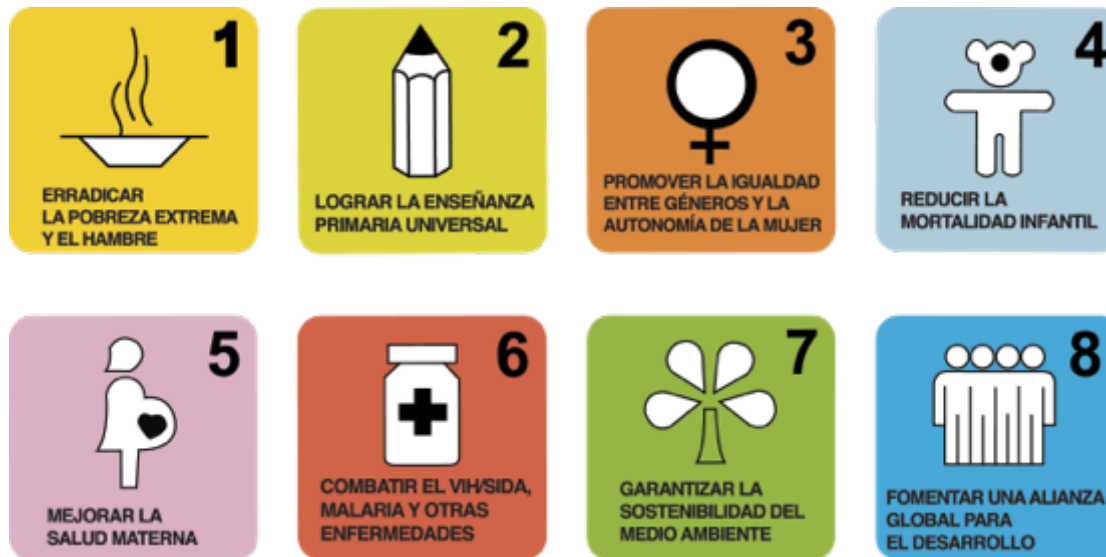 1
ERRADICAR
LA POBREZA EXTREMA
Y EL HAMBRE
2
LOGRAR LA ENSEÑANZA
PRIMARIA UNIVERSAL
3
PROMOVER LA IGUALDAD
ENTRE GÉNEROS Y LA
AUTONOMÍA DE LA MUJER
4
REDUCIR LA
MORTALIDAD INFANTIL
5
MEJORAR LA
SALUD MATERNA
6
COMBATIR EL VIH/SIDA,
MALARIA Y OTRAS
ENFERMEDADES
7
GARANTIZAR LA
SOSTENIBILIDAD DEL
MEDIO AMBIENTE
8
FOMENTAR UNA ALIANZA
GLOBAL PARA
EL DESARROLLO